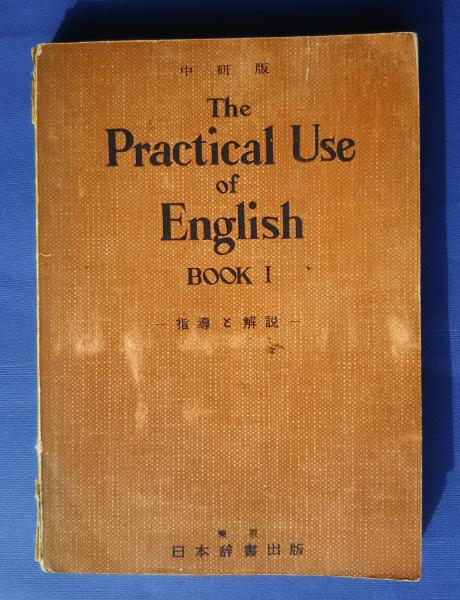 中研版
The
Practical Use
of
English
BOOK I
—指導と解説—
東京
日本辞書出版